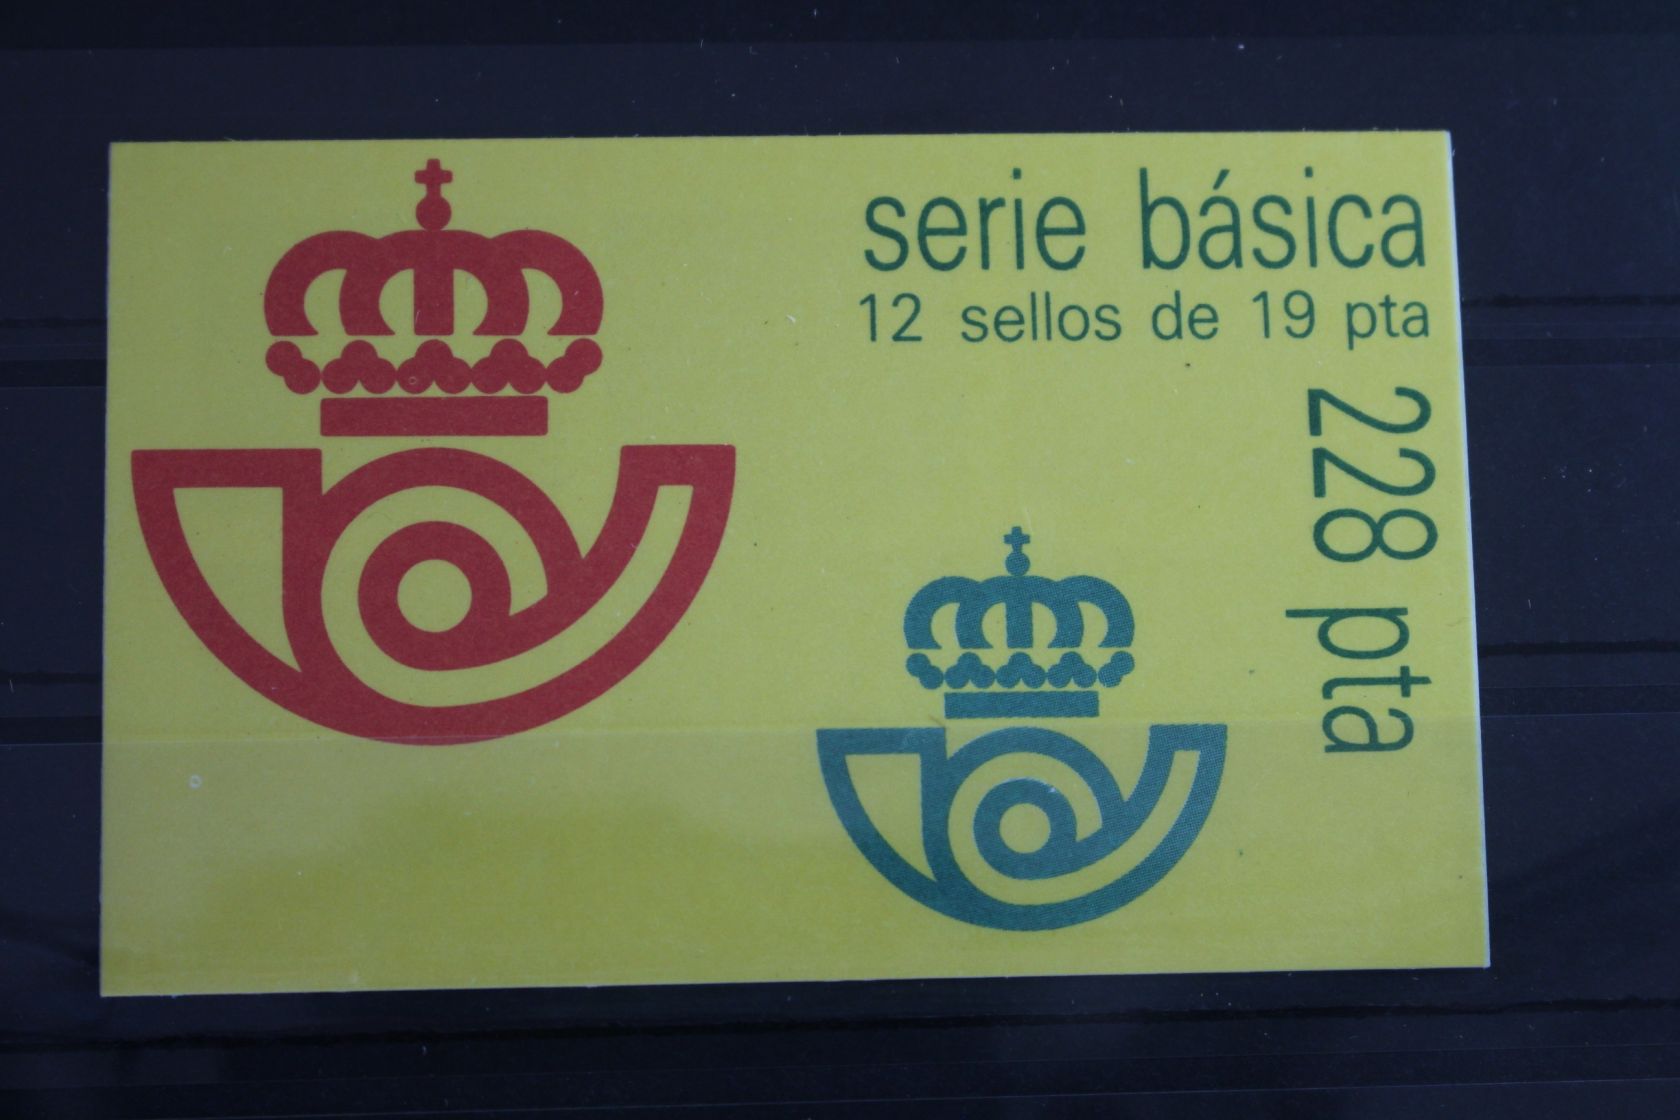 serie básica
12 sellos de 19 pta
228 pta